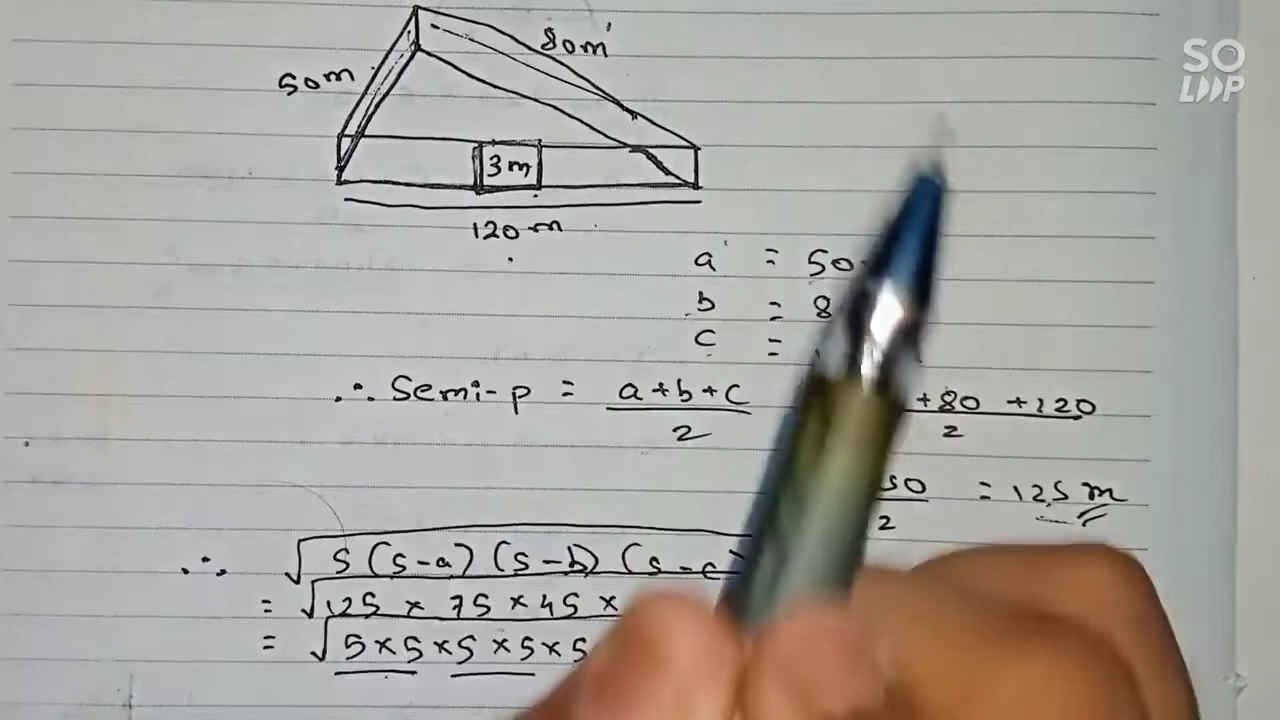 80m
50m
3m
120 m
a = 50
b = 8
c =
∴ Semi-p = a+b+c / 2 +80 +120 / 2
50 / 2 = 125 m
∴ √s(s-a)(s-b)(s-c)
= √125 × 75 × 45 ×
= √5×5×5×5×5
SO
LOOP